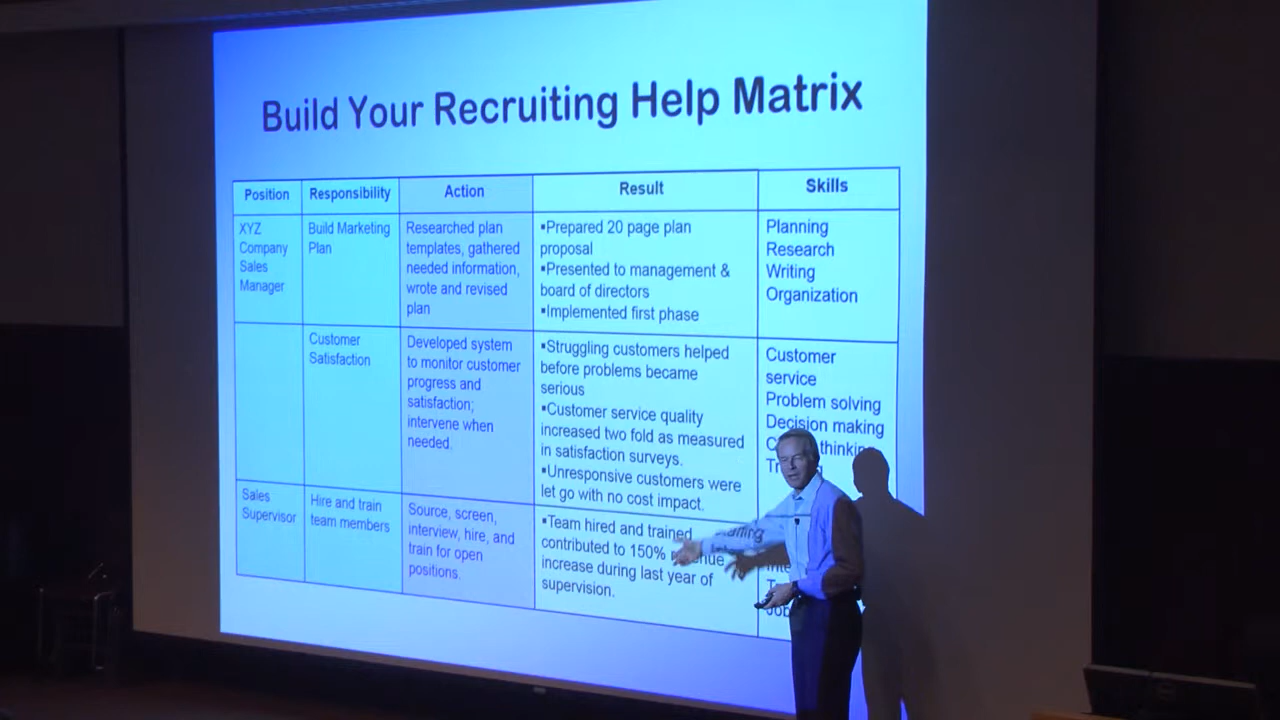 Build Your Recruiting Help Matrix
Position
Responsibility
Action
Result
Skills
XYZ
Company
Sales
Manager
Build Marketing
Plan
Researched plan
templates, gathered
needed information,
wrote and revised
plan
▪Prepared 20 page plan
proposal
▪Presented to management &
board of directors
▪Implemented first phase
Planning
Research
Writing
Organization
Customer
Satisfaction
Developed system
to monitor customer
progress and
satisfaction;
intervene when
needed.
▪Struggling customers helped
before problems became
serious
▪Customer service quality
increased two fold as measured
in satisfaction surveys.
▪Unresponsive customers were
let go with no cost impact.
Customer
service
Problem solving
Decision making
thinking
Sales
Supervisor
Hire and train
team members
Source, screen,
interview, hire, and
train for open
positions.
▪Team hired and trained
contributed to 150%
increase during last year of
supervision.